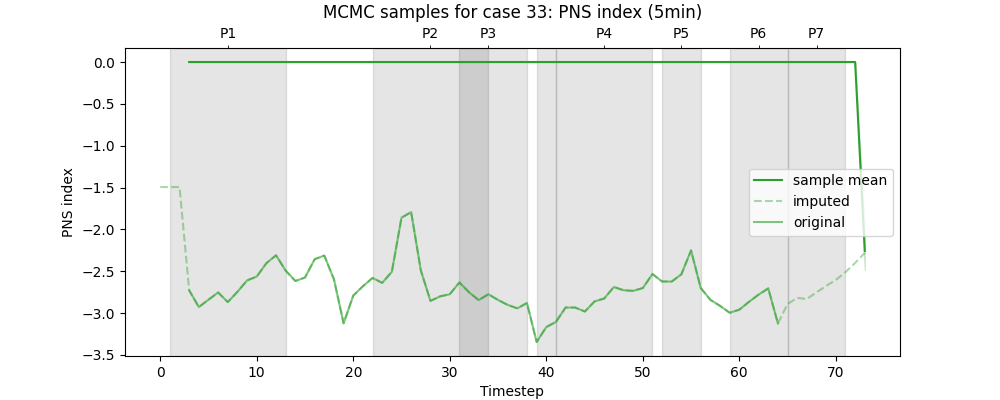 MCMC samples for case 33: PNS index (5min)
P1 P2 P3 P4 P5 P6 P7
0.0
−0.5
−1.0
−1.5
−2.0
−2.5
−3.0
−3.5
PNS index
sample mean
imputed
original
0 10 20 30 40 50 60 70
Timestep